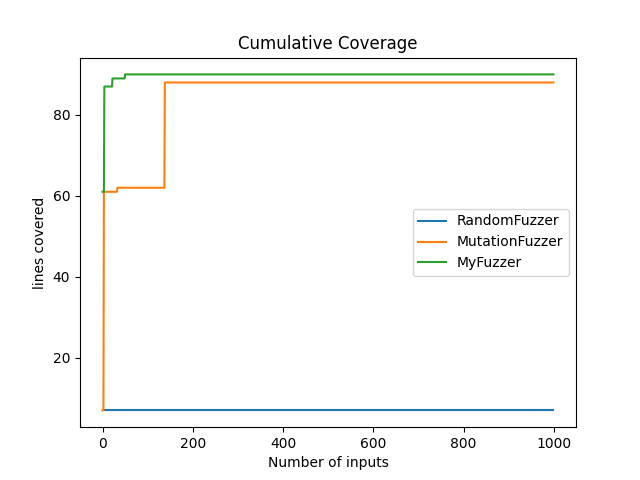 Cumulative Coverage
lines covered
80
60
40
20
RandomFuzzer
MutationFuzzer
MyFuzzer
0
200
400
600
800
1000
Number of inputs